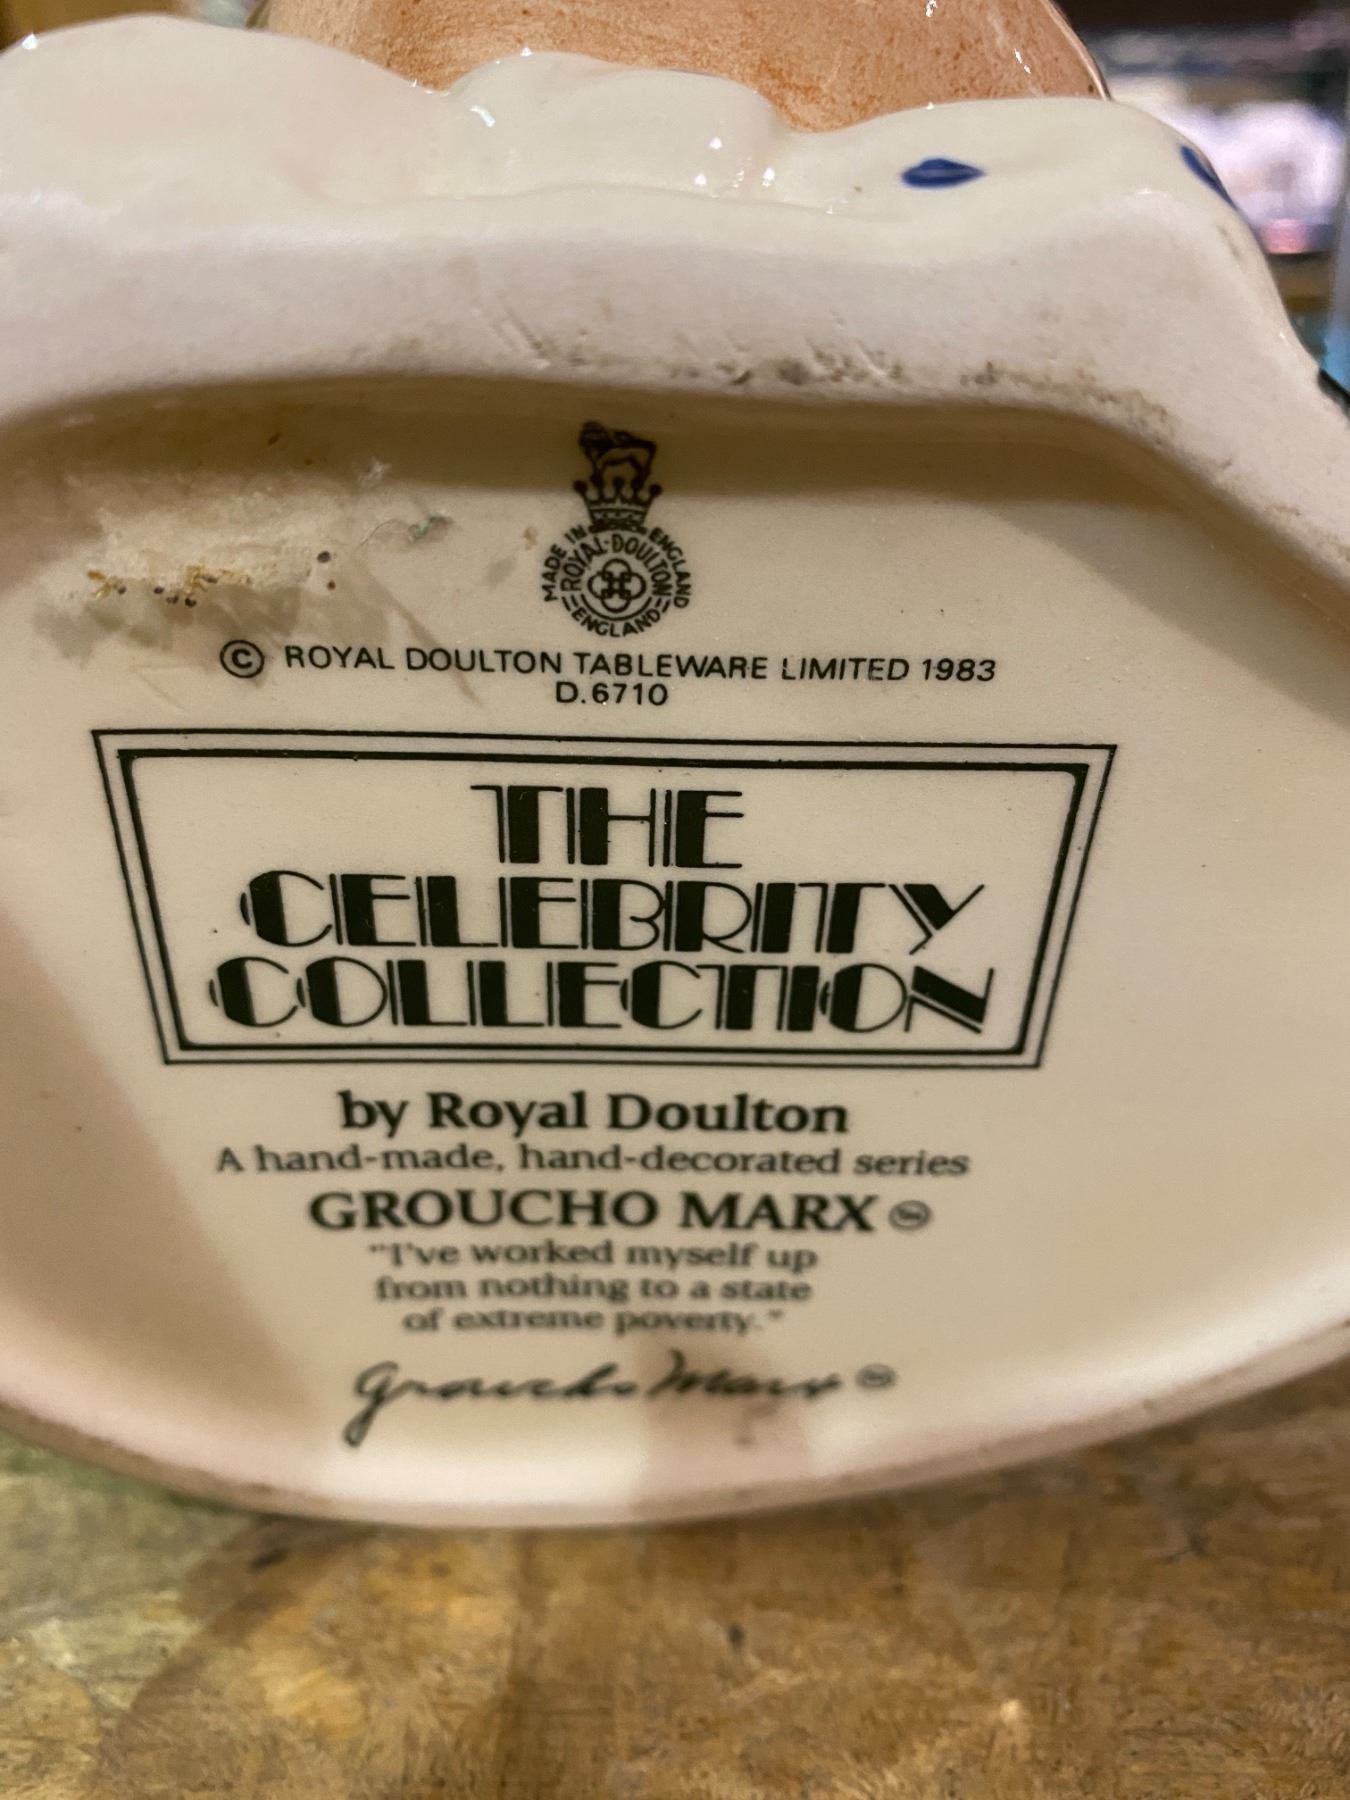 MADE IN ENGLAND
ROYAL·DOULTON
ENGLAND
© ROYAL DOULTON TABLEWARE LIMITED 1983
D.6710
THE
CELEBRITY
COLLECTION
by Royal Doulton
A hand-made, hand-decorated series
GROUCHO MARX
"I've worked myself up
from nothing to a state
of extreme poverty."
Groucho Marx